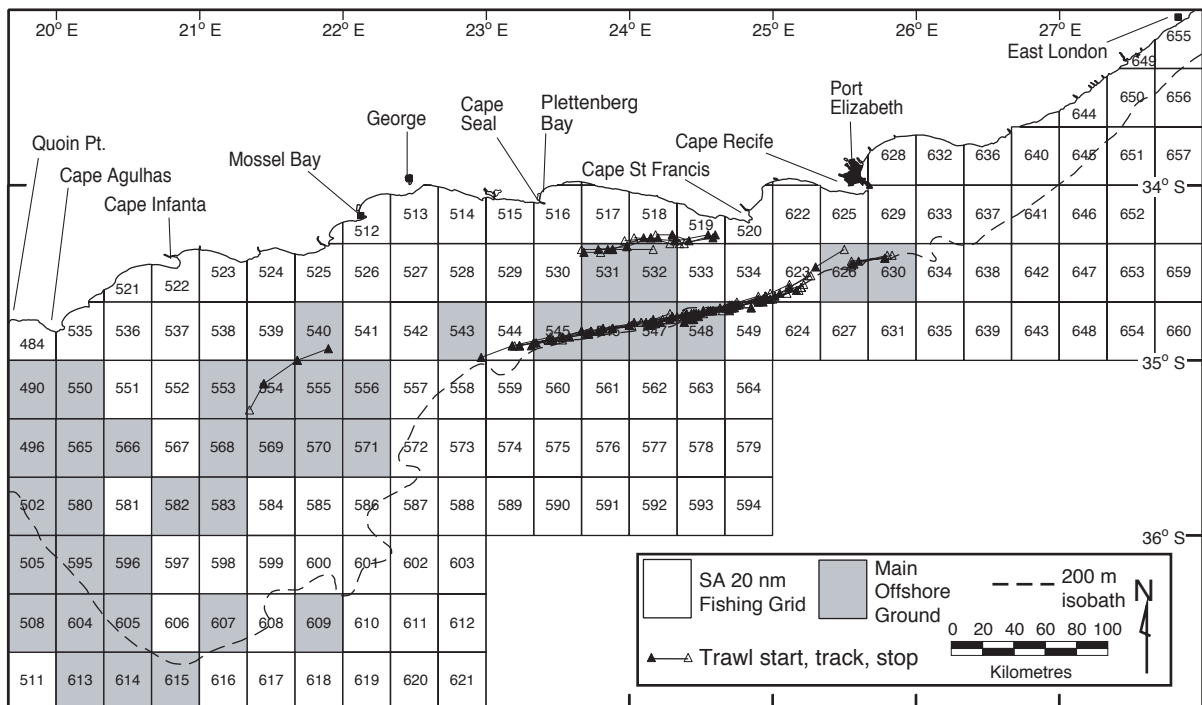 20° E 21° E 22° E 23° E 24° E 25° E 26° E 27° E
655
East London
649
650 656
644
Quoin Pt.
Cape Agulhas
Cape Infanta
Mossel Bay
George
Cape
Seal
Plettenberg
Bay
Cape St Francis
Cape Recife
Port
Elizabeth
628 632 636 640 645 651 657
34° S
512 513 514 515 516 517 518 519 520 622 625 629 633 637 641 646 652
521 522 523 524 525 526 527 528 529 530 531 532 533 534 623 626 630 634 638 642 647 653 659
484 535 536 537 538 539 540 541 542 543 544 545 547 548 549 624 627 631 635 639 643 648 654 660
35° S
490 550 551 552 553 554 555 556 557 558 559 560 561 562 563 564
496 565 566 567 568 569 570 571 572 573 574 575 576 577 578 579
502 580 581 582 583 584 585 586 587 588 589 590 591 592 593 594
36° S
505 595 596 597 598 599 600 601 602 603
508 604 605 606 607 608 609 610 611 612
511 613 614 615 616 617 618 619 620 621
SA 20 nm
Fishing Grid
Main
Offshore
Ground
200 m
isobath
N
Trawl start, track, stop
0 20 40 60 80 100
Kilometres